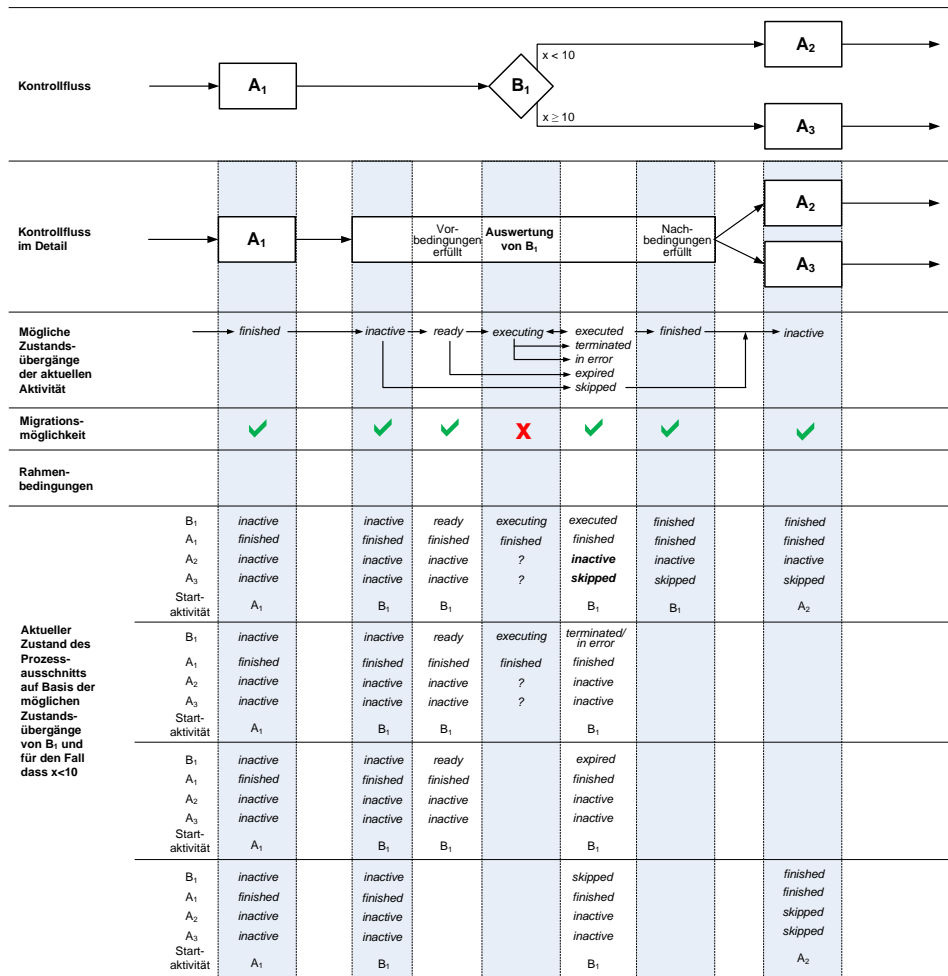 Kontrollfluss
A₁
B₁
x < 10
x ≥ 10
A₂
A₃
Kontrollfluss
im Detail
A₁
Vor-
bedingungen
erfüllt
Auswertung
von B₁
Nach-
bedingungen
erfüllt
A₂
A₃
Mögliche
Zustands-
übergänge
der aktuellen
Aktivität
finished inactive ready executing executed finished inactive
terminated
in error
expired
skipped
Migrations-
möglichkeit
X
Rahmen-
bedingungen
Aktueller
Zustand des
Prozess-
ausschnitts
auf Basis der
möglichen
Zustands-
übergänge
von B₁ und
für den Fall
dass x<10
B₁ inactive inactive ready executing executed finished finished
A₁ finished finished finished finished finished finished finished
A₂ inactive inactive inactive ? inactive inactive inactive
A₃ inactive inactive inactive ? skipped skipped skipped
Start-
aktivität A₁ B₁ B₁ B₁ B₁ A₂
B₁ inactive inactive ready executing terminated/
in error
A₁ finished finished finished finished finished
A₂ inactive inactive inactive ? inactive
A₃ inactive inactive inactive ? inactive
Start-
aktivität A₁ B₁ B₁ B₁
B₁ inactive inactive ready expired
A₁ finished finished finished finished
A₂ inactive inactive inactive inactive
A₃ inactive inactive inactive inactive
Start-
aktivität A₁ B₁ B₁ B₁
B₁ inactive inactive skipped finished
A₁ finished finished finished finished
A₂ inactive inactive inactive skipped
A₃ inactive inactive inactive skipped
Start-
aktivität A₁ B₁ B₁ A₂